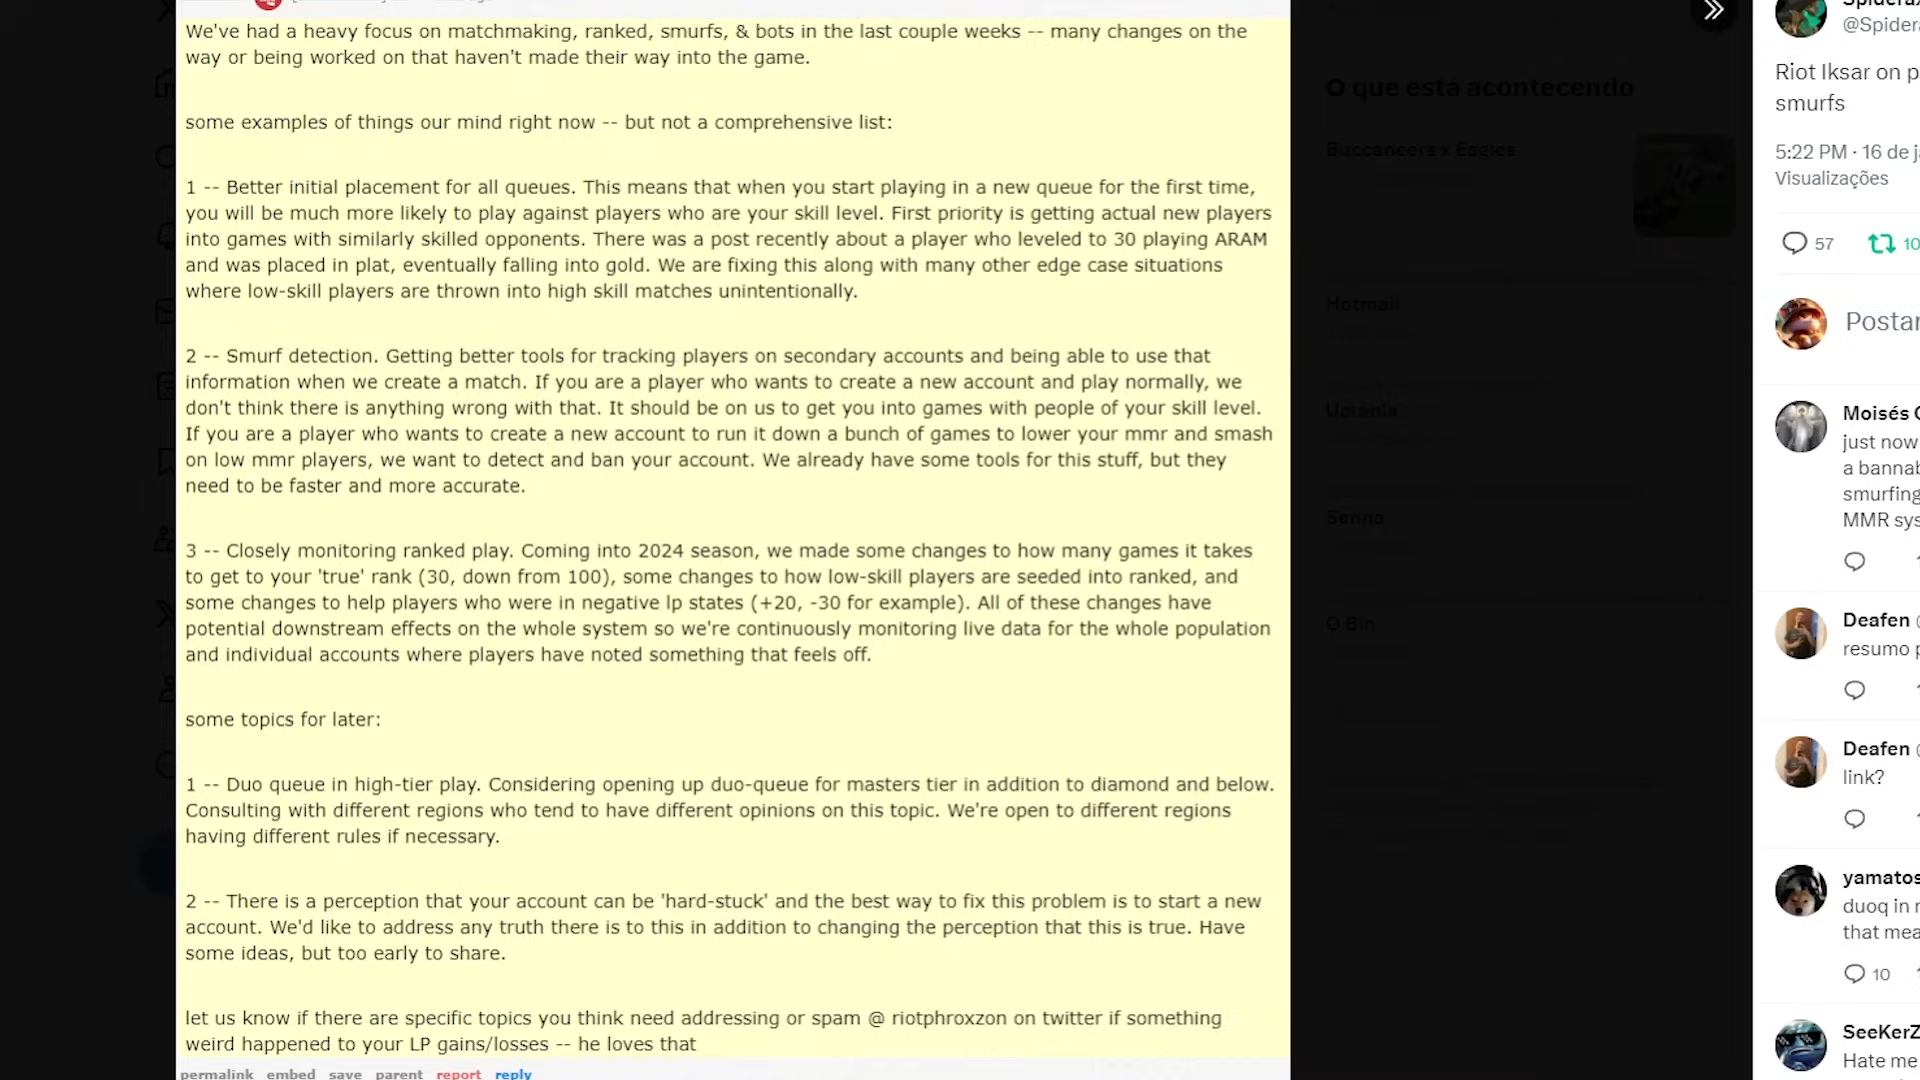 We've had a heavy focus on matchmaking, ranked, smurfs, & bots in the last couple weeks -- many changes on the
way or being worked on that haven't made their way into the game.
some examples of things our mind right now -- but not a comprehensive list:
1 -- Better initial placement for all queues. This means that when you start playing in a new queue for the first time,
you will be much more likely to play against players who are your skill level. First priority is getting actual new players
into games with similarly skilled opponents. There was a post recently about a player who leveled to 30 playing ARAM
and was placed in plat, eventually falling into gold. We are fixing this along with many other edge case situations
where low-skill players are thrown into high skill matches unintentionally.
2 -- Smurf detection. Getting better tools for tracking players on secondary accounts and being able to use that
information when we create a match. If you are a player who wants to create a new account and play normally, we
don't think there is anything wrong with that. It should be on us to get you into games with people of your skill level.
If you are a player who wants to create a new account to run it down a bunch of games to lower your mmr and smash
on low mmr players, we want to detect and ban your account. We already have some tools for this stuff, but they
need to be faster and more accurate.
3 -- Closely monitoring ranked play. Coming into 2024 season, we made some changes to how many games it takes
to get to your 'true' rank (30, down from 100), some changes to how low-skill players are seeded into ranked, and
some changes to help players who were in negative lp states (+20, -30 for example). All of these changes have
potential downstream effects on the whole system so we're continuously monitoring live data for the whole population
and individual accounts where players have noted something that feels off.
some topics for later:
1 -- Duo queue in high-tier play. Considering opening up duo-queue for masters tier in addition to diamond and below.
Consulting with different regions who tend to have different opinions on this topic. We're open to different regions
having different rules if necessary.
2 -- There is a perception that your account can be 'hard-stuck' and the best way to fix this problem is to start a new
account. We'd like to address any truth there is to this in addition to changing the perception that this is true. Have
some ideas, but too early to share.
let us know if there are specific topics you think need addressing or spam @ riotphroxzon on twitter if something
weird happened to your LP gains/losses -- he loves that
permalink embed save parent report reply
O que está acontecendo
Buccaneers x Eagles
Hotmail
Ucrânia
Senna
O Bin
@Spidera
Riot Iksar on p
smurfs
5:22 PM · 16 de ja
Visualizações
57 10
Postar
Moisés
just now
a bannab
smurfing
MMR sys
Deafen
resumo p
Deafen
link?
yamatos
duoq in
that mea
10
SeeKerZ
Hate me